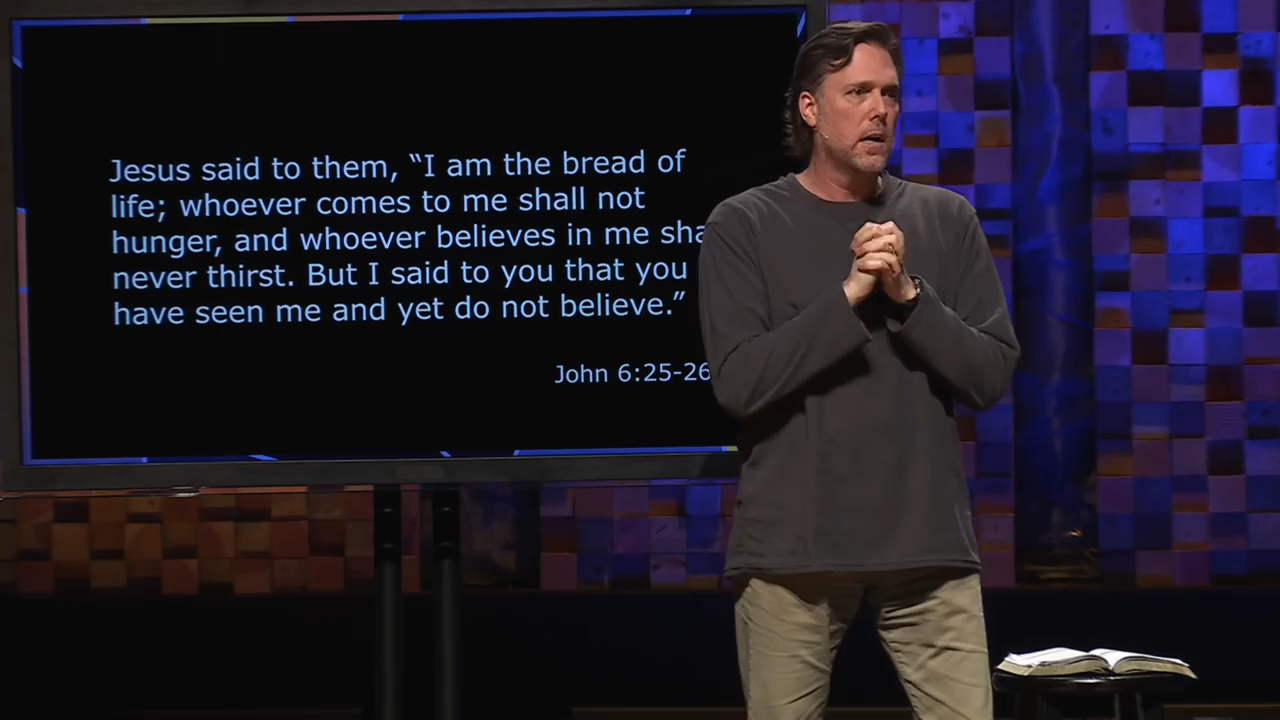 Jesus said to them, “I am the bread of
life; whoever comes to me shall not
hunger, and whoever believes in me sha
never thirst. But I said to you that you
have seen me and yet do not believe.”
John 6:25-26